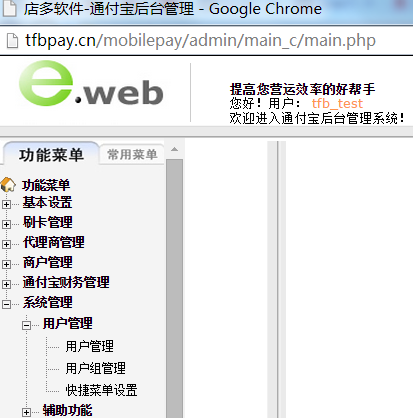 店多软件-通付宝后台管理 - Google Chrome
tfbpay.cn/mobilepay/admin/main_c/main.php
e.web
提高您营运效率的好帮手
您好！用户： tfb_test
欢迎进入通付宝后台管理系统！
功能菜单 常用菜单
功能菜单
基本设置
刷卡管理
代理商管理
商户管理
通付宝财务管理
系统管理
用户管理
用户管理
用户组管理
快捷菜单设置
辅助功能